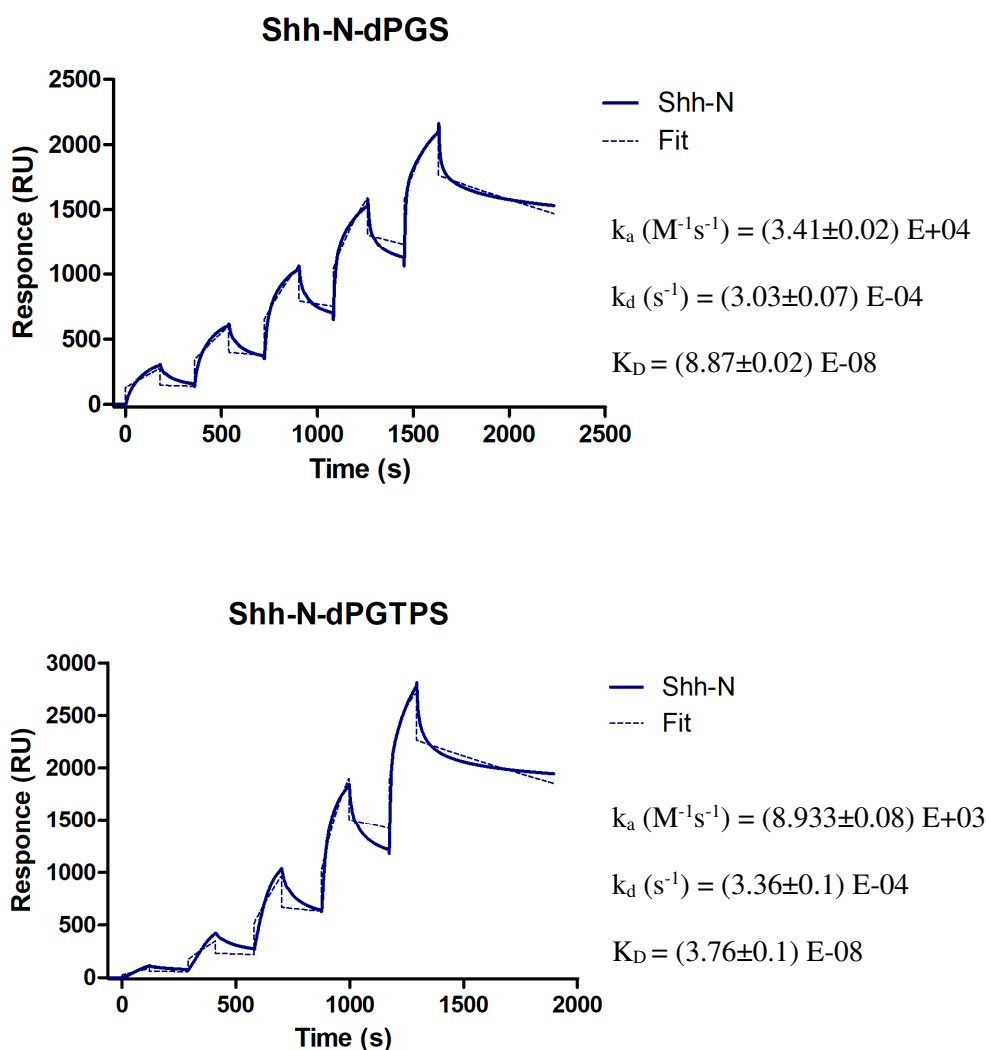 Shh-N-dPGS
2500
2000
1500
1000
500
0
Responce (RU)
0 500 1000 1500 2000 2500
Time (s)
Shh-N
Fit
kₐ (M⁻¹s⁻¹) = (3.41±0.02) E+04
k_d (s⁻¹) = (3.03±0.07) E-04
K_D = (8.87±0.02) E-08
Shh-N-dPGTPS
3000
2500
2000
1500
1000
500
0
Responce (RU)
0 500 1000 1500 2000
Time (s)
Shh-N
Fit
kₐ (M⁻¹s⁻¹) = (8.933±0.08) E+03
k_d (s⁻¹) = (3.36±0.1) E-04
K_D = (3.76±0.1) E-08